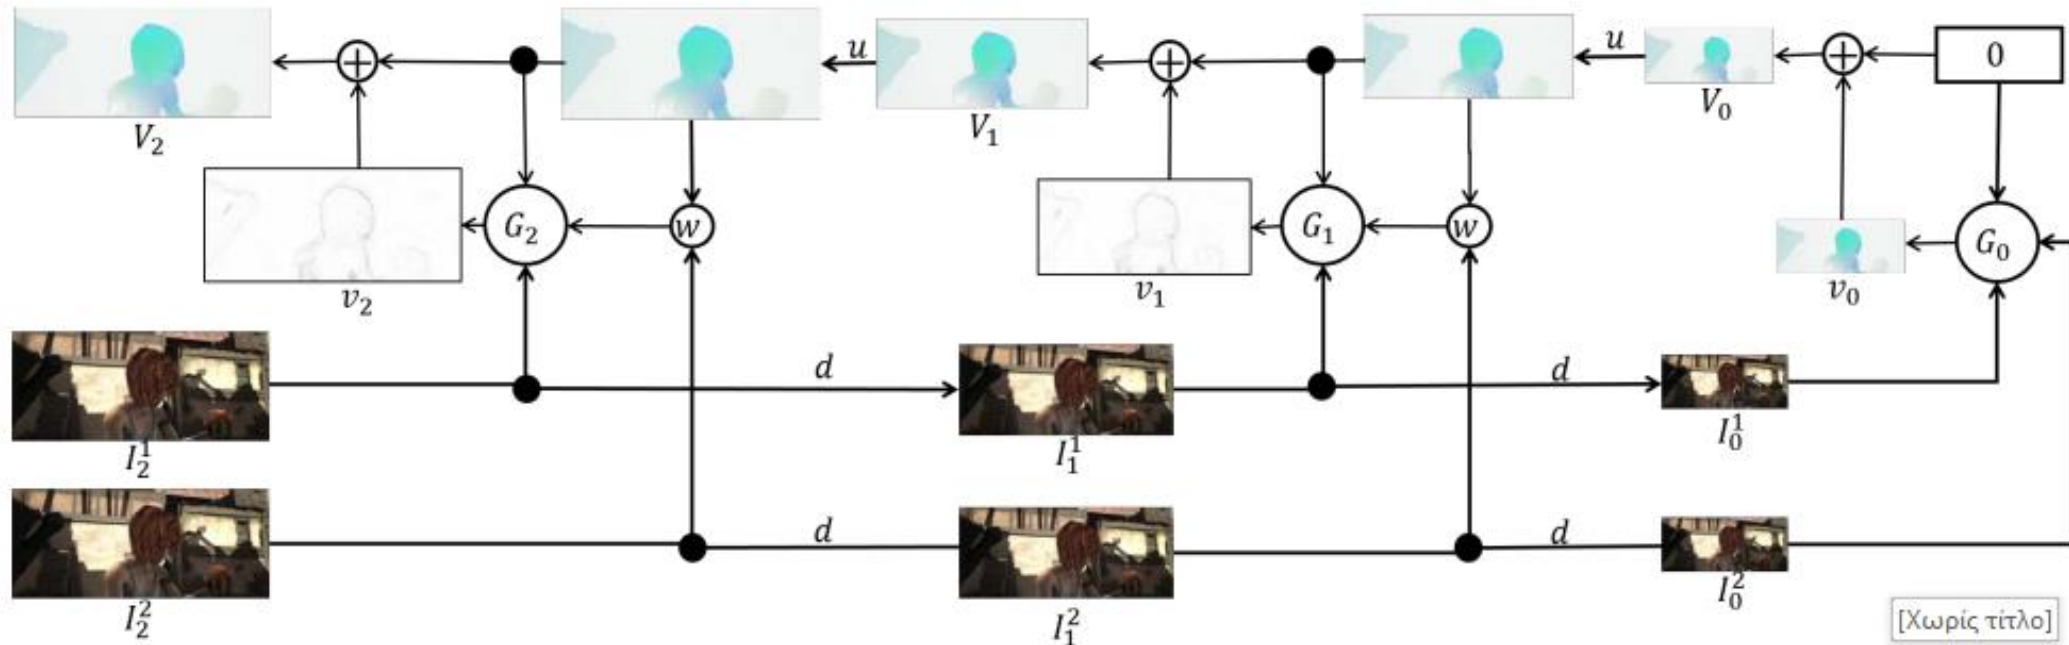 u
u
0
V₂
V₁
V₀
G₂
w
G₁
w
G₀
v₂
v₁
v₀
d
d
I₂¹
I₁¹
I₀¹
d
d
I₂²
I₁²
I₀²
[Χωρίς τίτλο]